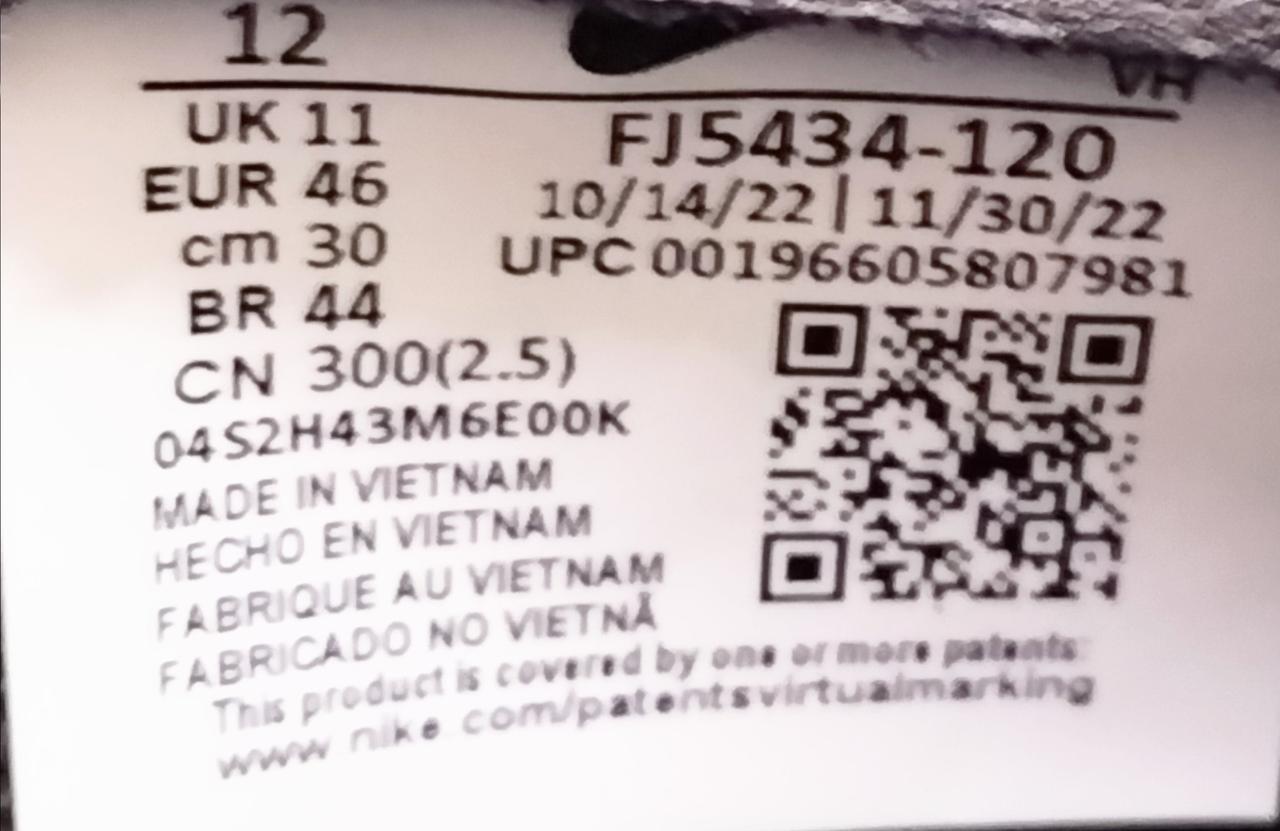 12
VH
UK 11
FJ5434-120
EUR 46
10/14/22 | 11/30/22
cm 30
UPC 00196605807981
BR 44
CN 300(2.5)
04S2H43M6E00K
MADE IN VIETNAM
HECHO EN VIETNAM
FABRIQUE AU VIETNAM
FABRICADO NO VIETNÃ
This product is covered by one or more patents:
www.nike.com/patentsvirtualmarking